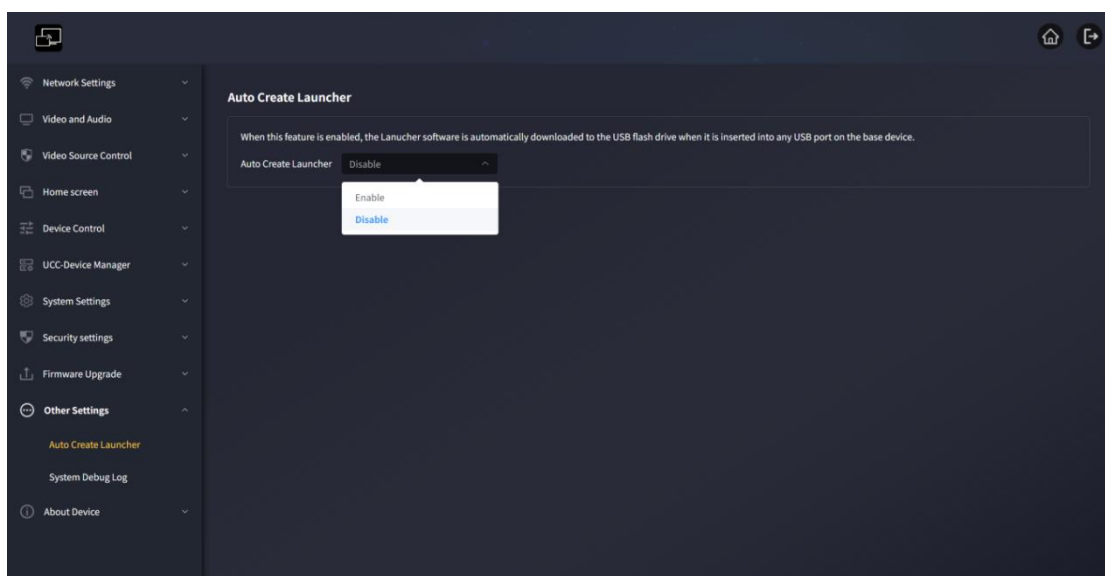 Network Settings
Video and Audio
Video Source Control
Home screen
Device Control
UCC-Device Manager
System Settings
Security settings
Firmware Upgrade
Other Settings
Auto Create Launcher
System Debug Log
About Device
Auto Create Launcher
When this feature is enabled, the Lanucher software is automatically downloaded to the USB flash drive when it is inserted into any USB port on the base device.
Auto Create Launcher Disable
Enable
Disable